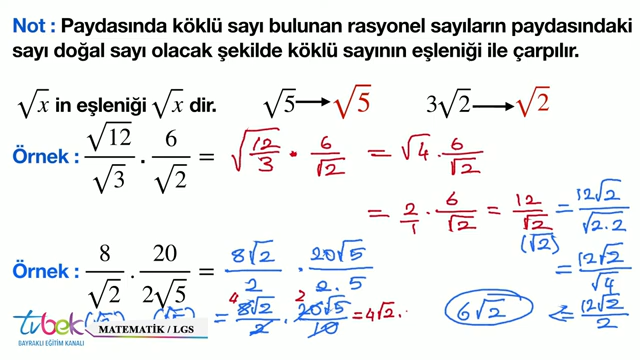 Not : Paydasında köklü sayı bulunan rasyonel sayıların paydasındaki
sayı doğal sayı olacak şekilde köklü sayının eşleniği ile çarpılır.
√x in eşleniği √x dir. √5 → √5 3√2 → √2
Örnek : √12/√3 . 6/√2 = √(12/3) . 6/√2 = √4 . 6/√2
= 2/1 . 6/√2 = 12/√2 = 12√2/√2.2
(√2)
= 12√2/√4
Örnek : 8/√2 . 20/2√5 = 8√2/2 . 20√5/2.5
(√2) (√5) = 8√2/2 . 20√5/10 = 4√2. 6√2 ⇐ = 12√2/2
4 2
tvbek
BAYRAKLI EĞİTİM KANALI
MATEMATİK / LGS